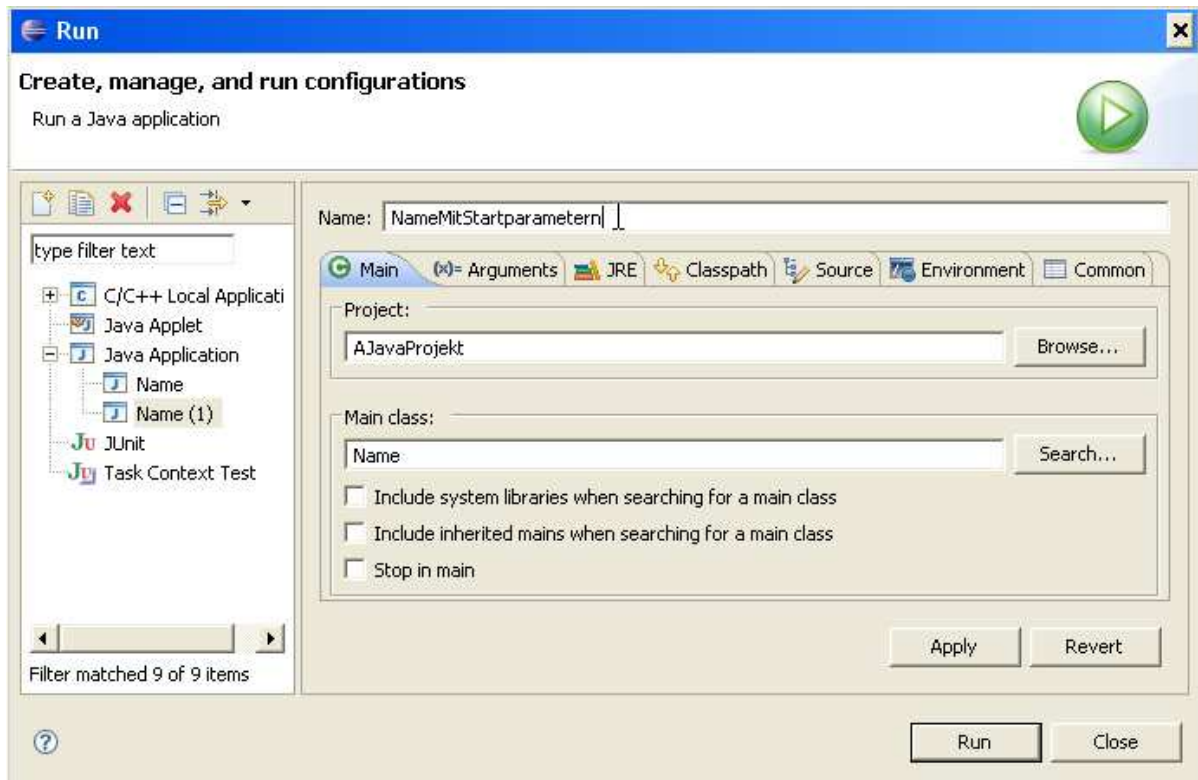 Run
Create, manage, and run configurations
Run a Java application
type filter text
C/C++ Local Applicati
Java Applet
Java Application
Name
Name (1)
JUnit
Task Context Test
Filter matched 9 of 9 items
Name: NameMitStartparametern
Main (x)= Arguments JRE Classpath Source Environment Common
Project:
AJavaProjekt Browse...
Main class:
Name Search...
Include system libraries when searching for a main class
Include inherited mains when searching for a main class
Stop in main
Apply Revert
Run Close